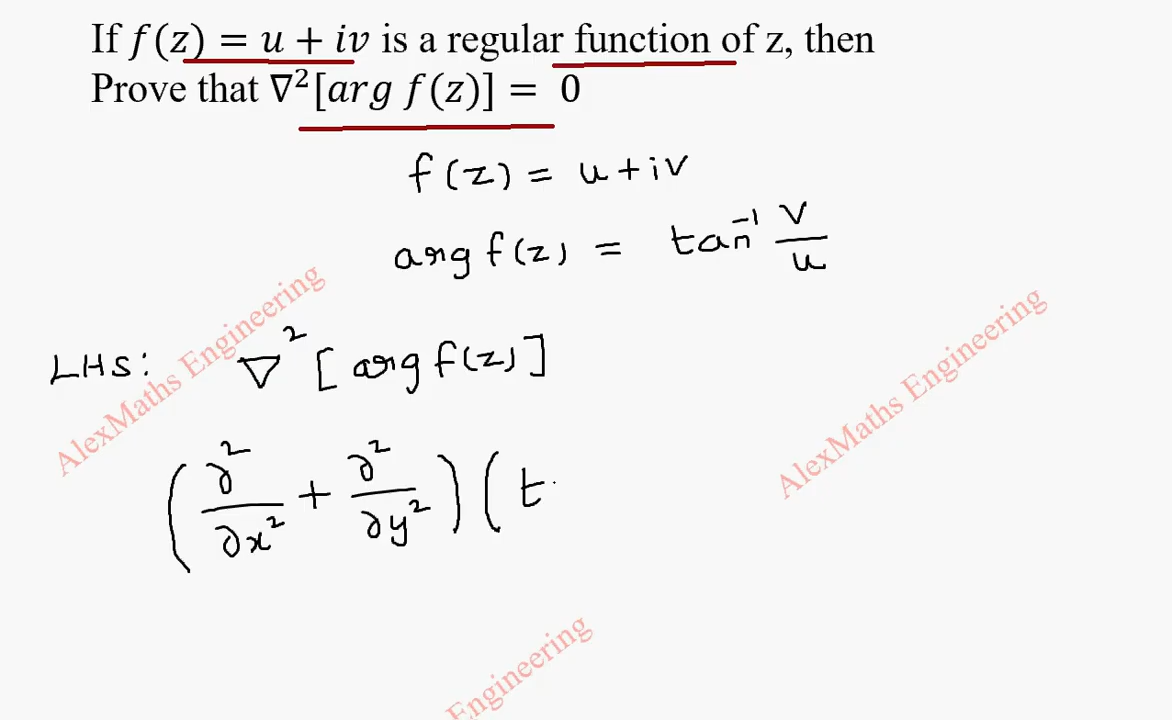 If f(z) = u + iv is a regular function of z, then
Prove that ∇²[arg f(z)] = 0
f(z) = u + iv
arg f(z) = tan⁻¹ v/u
LHS: ∇² [arg f(z)]
(∂²/∂x² + ∂²/∂y²) (t
AlexMaths Engineering
AlexMaths Engineering
Engineering